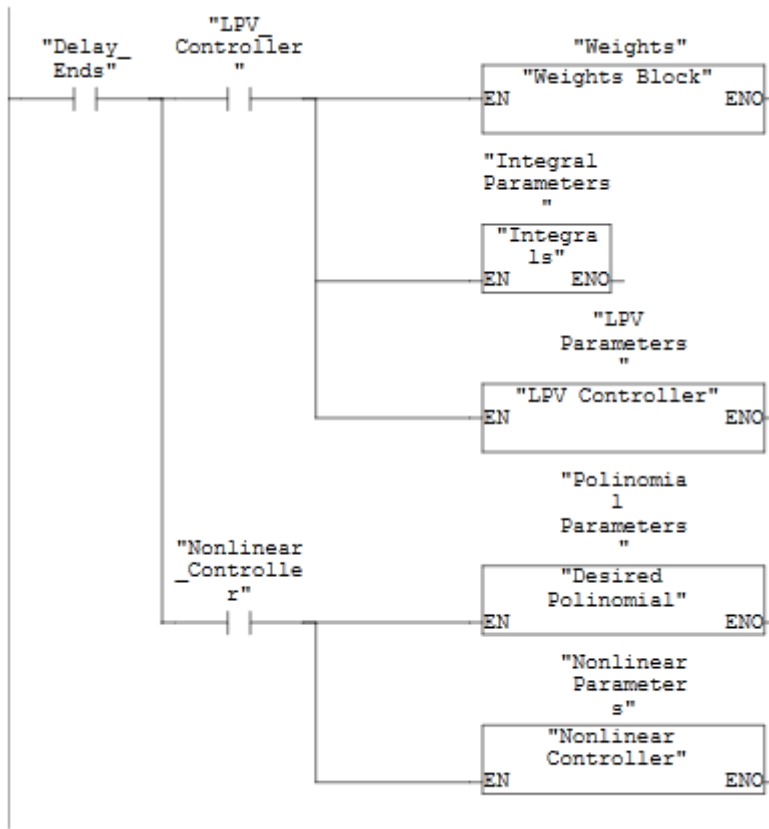 "LPV_
"Delay_ Controller "Weights"
Ends" " "Weights Block"
EN ENO
"Integral
Parameters
"
"Integra
ls"
EN ENO
"LPV
Parameters
"
"LPV Controller"
EN ENO
"Polinomia
l
Parameters
"
"Nonlinear
_Controlle
r"
"Desired
Polinomial"
EN ENO
"Nonlinear
Parameter
s"
"Nonlinear
Controller"
EN ENO